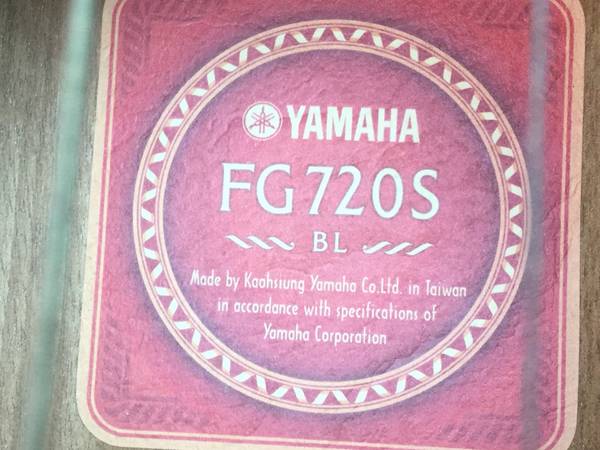 YAMAHA
FG720S
BL
Made by Kaohsiung Yamaha Co.Ltd. in Taiwan
in accordance with specifications of
Yamaha Corporation